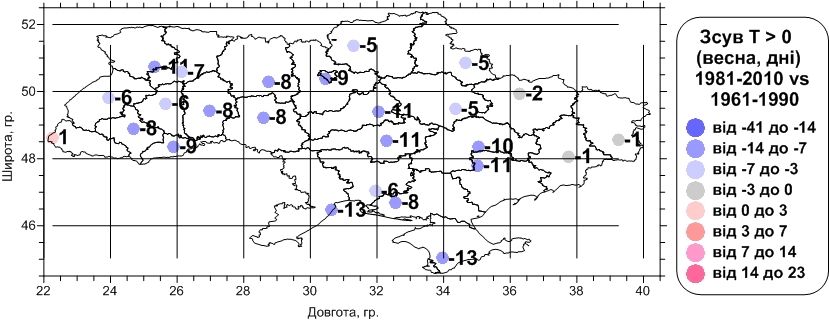 52
50
48
46
Широта, гр.
22 24 26 28 30 32 34 36 38 40
Довгота, гр.
-5
-5
-11
-7
-8
-9
-2
-6
-6
-8
-8
-11
-5
1
-8
-9
-11
-10
-1
-1
-11
-6
-8
-13
-13
Зсув T > 0
(весна, дні)
1981-2010 vs
1961-1990
від -41 до -14
від -14 до -7
від -7 до -3
від -3 до 0
від 0 до 3
від 3 до 7
від 7 до 14
від 14 до 23